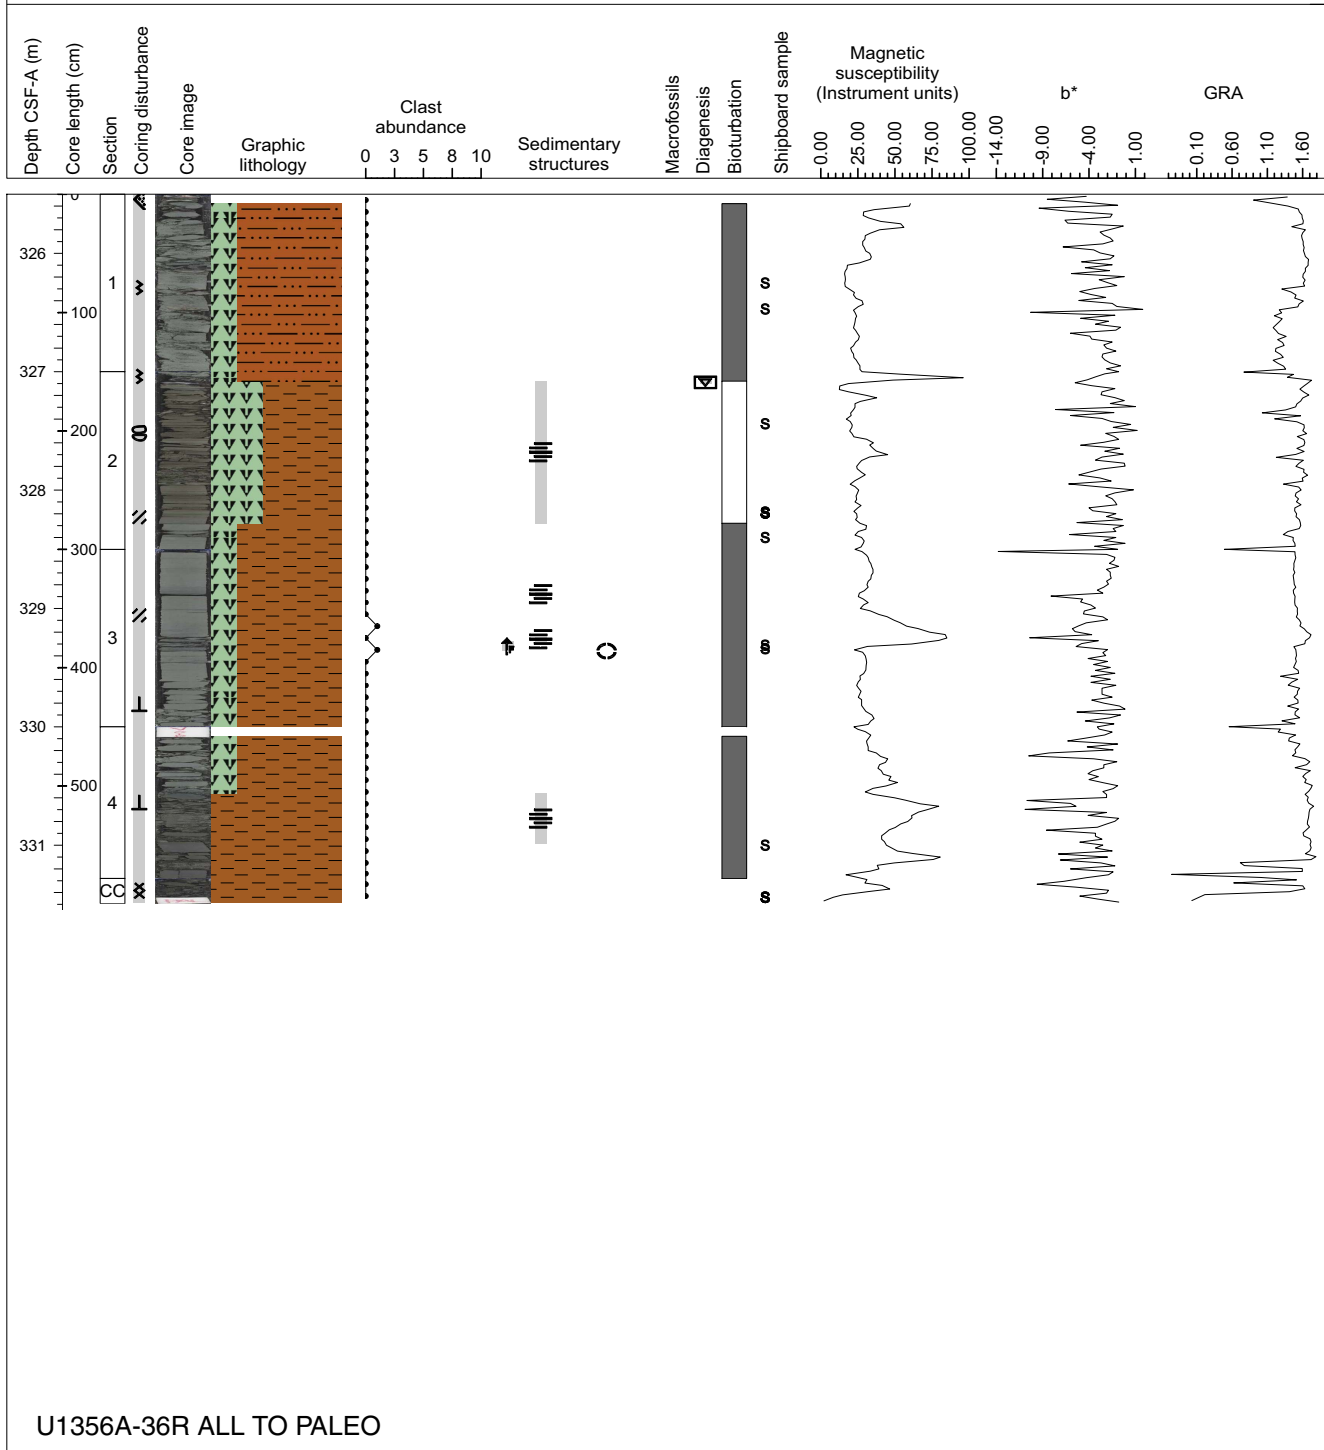 Depth CSF-A (m)
Core length (cm)
Section
Coring disturbance
Core image
Graphic
lithology
Clast
abundance
0 3 5 8 10
Sedimentary
structures
Macrofossils
Diagenesis
Bioturbation
Shipboard sample
Magnetic
susceptibility
(Instrument units)
0.00 25.00 50.00 75.00 100.00
b*
-14.00 -9.00 -4.00 1.00
GRA
0.10 0.60 1.10 1.60
0
326
1
S
S
100
327
S
200
2
328
S
S
300
329
3
S
S
400
330
500
4
331
S
CC
S
U1356A-36R ALL TO PALEO